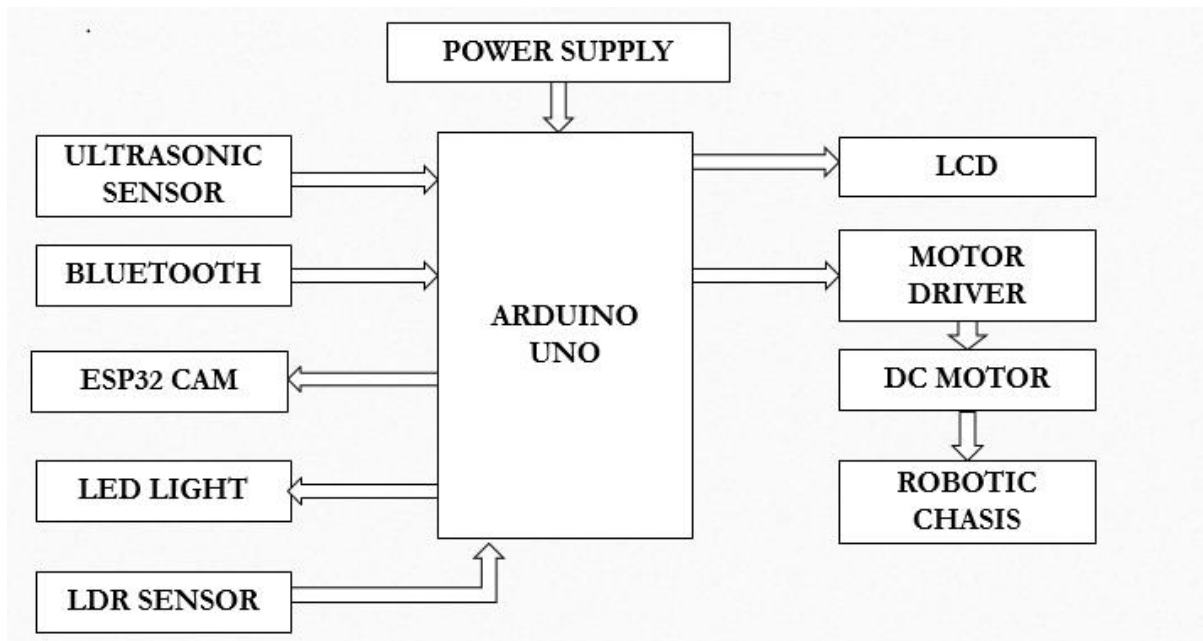 POWER SUPPLY
ULTRASONIC
SENSOR
BLUETOOTH
ESP32 CAM
LED LIGHT
LDR SENSOR
ARDUINO
UNO
LCD
MOTOR
DRIVER
DC MOTOR
ROBOTIC
CHASIS